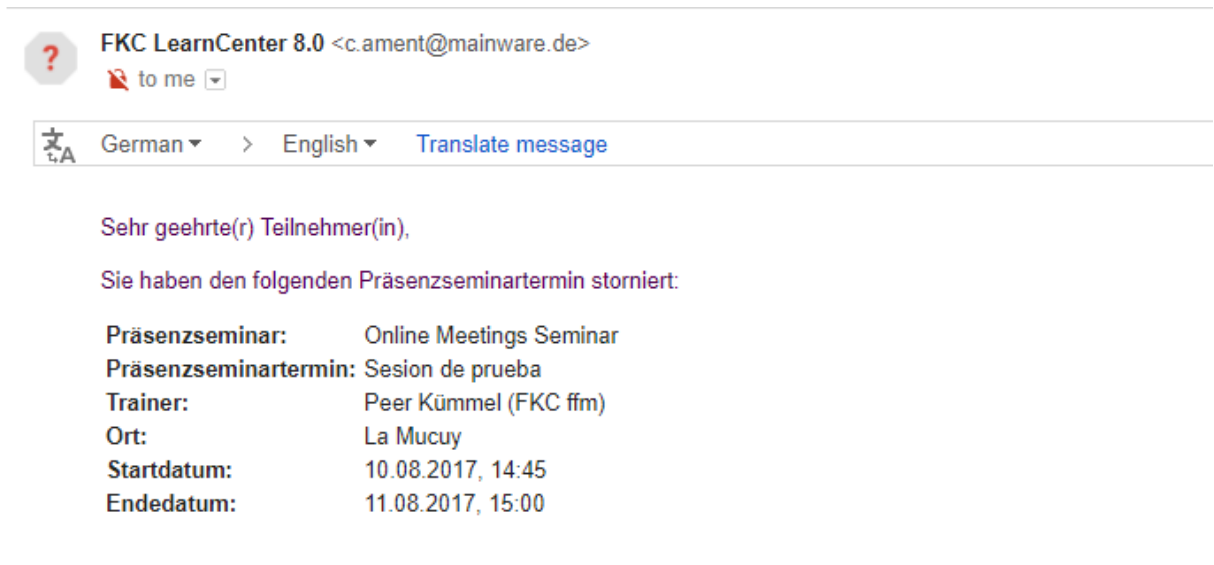 FKC LearnCenter 8.0 <c.ament@mainware.de>
to me
German > English Translate message
Sehr geehrte(r) Teilnehmer(in),
Sie haben den folgenden Präsenzseminartermin storniert:
Präsenzseminar: Online Meetings Seminar
Präsenzseminartermin: Sesion de prueba
Trainer: Peer Kümmel (FKC ffm)
Ort: La Mucuy
Startdatum: 10.08.2017, 14:45
Endedatum: 11.08.2017, 15:00